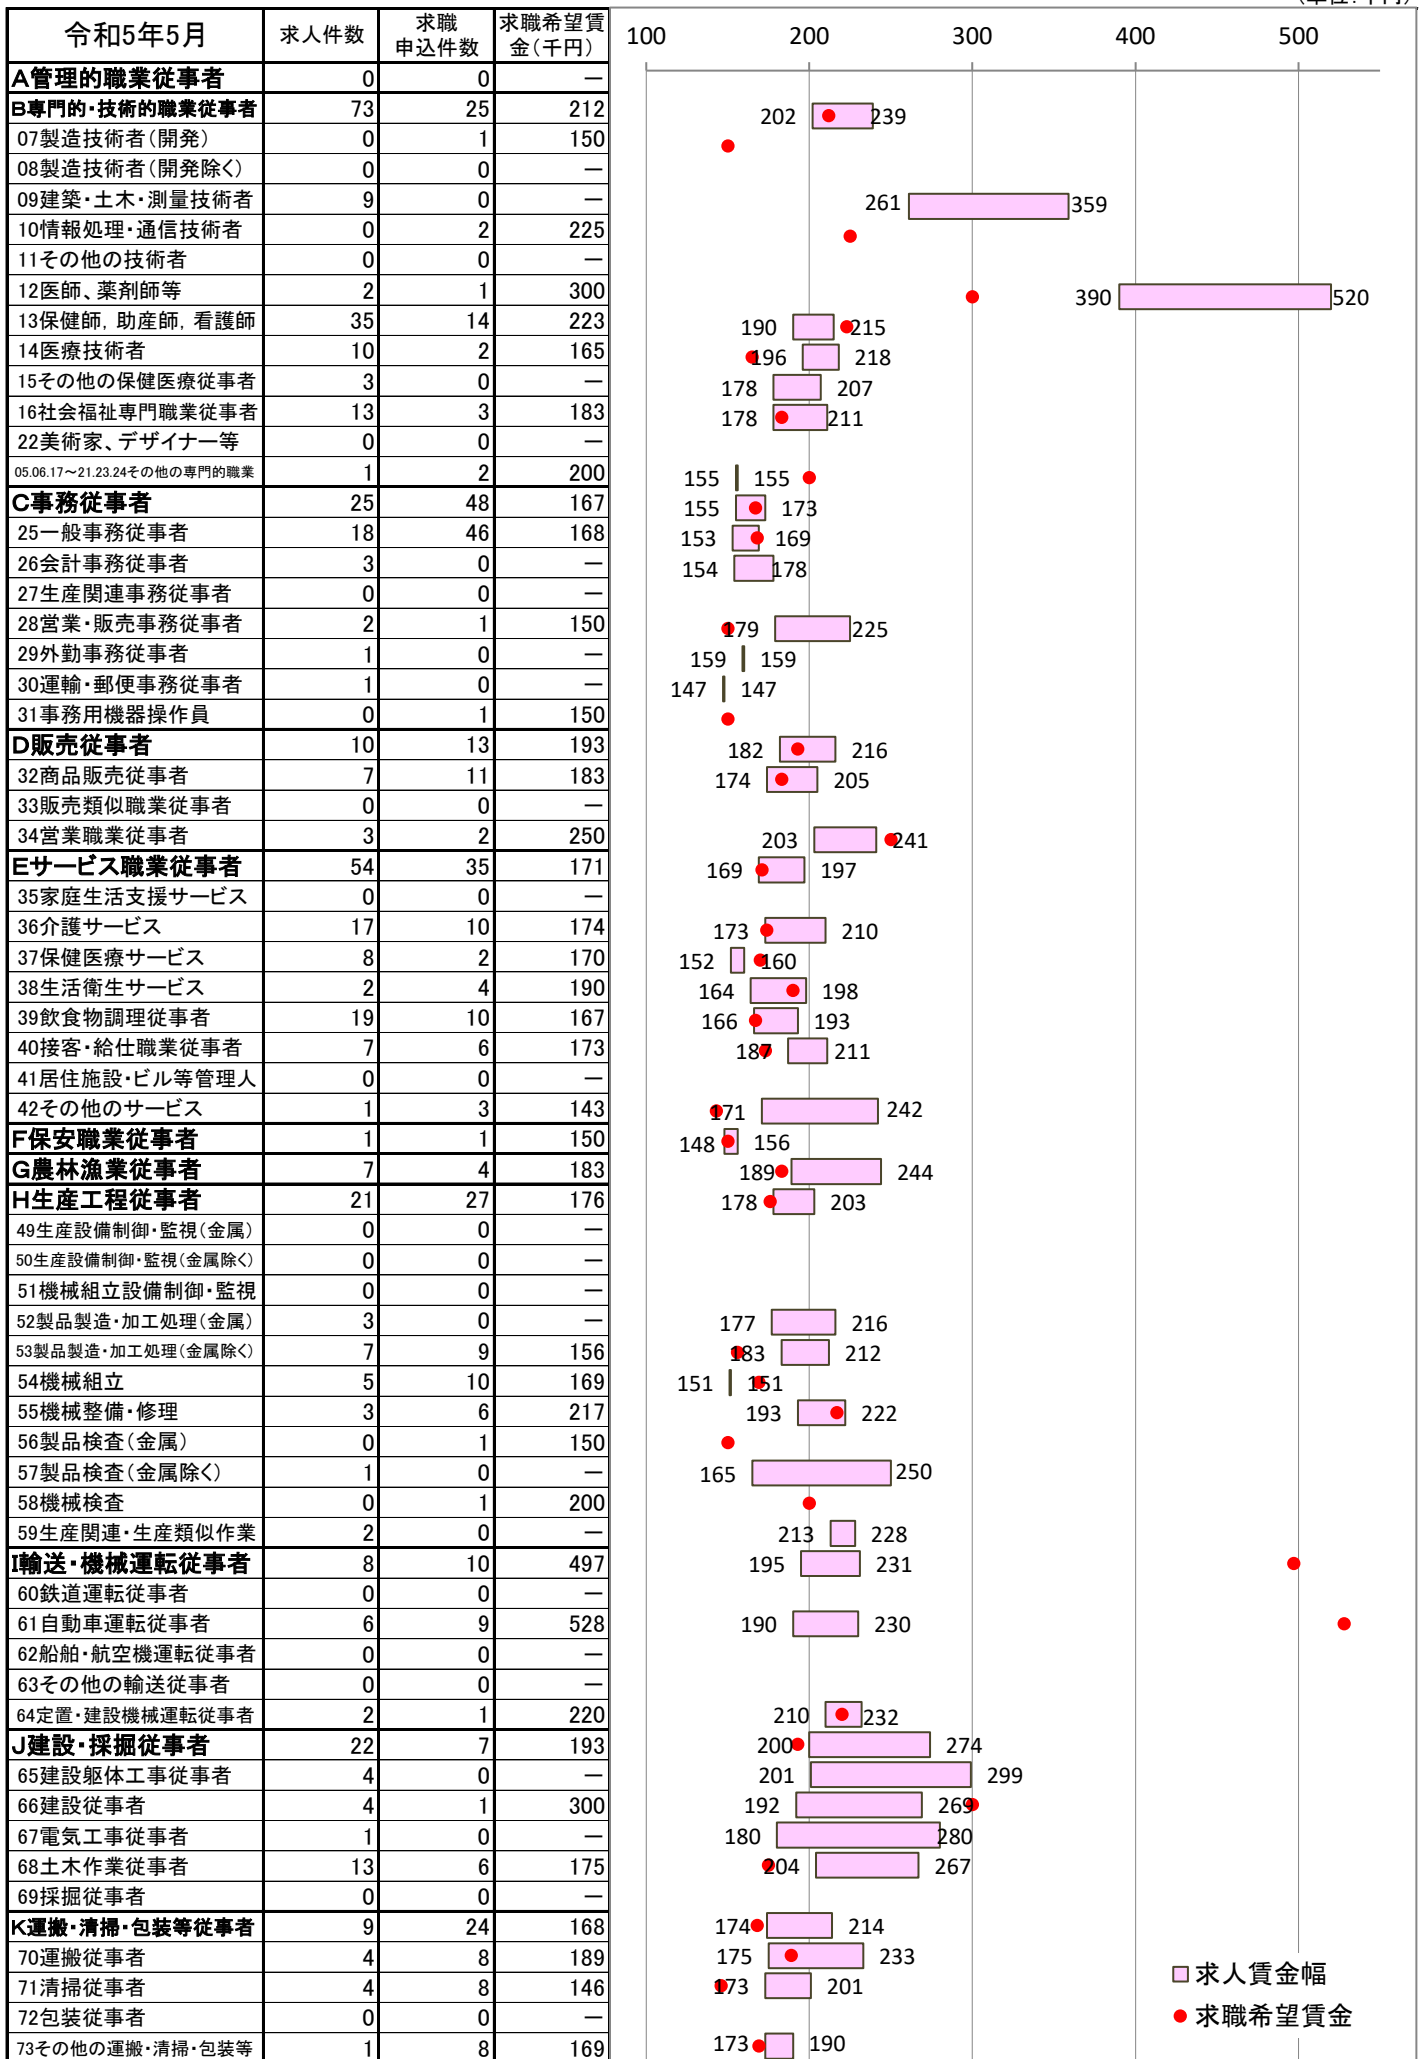 令和5年5月 求人件数 求職申込件数 求職希望賃金(千円) 100 200 300 400 500
A管理的職業従事者 0 0 ―
B専門的・技術的職業従事者 73 25 212 202 239
07製造技術者(開発) 0 1 150
08製造技術者(開発除く) 0 0 ―
09建築・土木・測量技術者 9 0 ― 261 359
10情報処理・通信技術者 0 2 225
11その他の技術者 0 0 ―
12医師、薬剤師等 2 1 300 390 520
13保健師, 助産師, 看護師 35 14 223 190 215
14医療技術者 10 2 165 196 218
15その他の保健医療従事者 3 0 ― 178 207
16社会福祉専門職業従事者 13 3 183 178 211
22美術家、デザイナー等 0 0 ―
05.06.17～21.23.24その他の専門的職業 1 2 200 155 155
C事務従事者 25 48 167 155 173
25一般事務従事者 18 46 168 153 169
26会計事務従事者 3 0 ― 154 178
27生産関連事務従事者 0 0 ―
28営業・販売事務従事者 2 1 150 179 225
29外勤事務従事者 1 0 ― 159 159
30運輸・郵便事務従事者 1 0 ― 147 147
31事務用機器操作員 0 1 150
D販売従事者 10 13 193 182 216
32商品販売従事者 7 11 183 174 205
33販売類似職業従事者 0 0 ―
34営業職業従事者 3 2 250 203 241
Eサービス職業従事者 54 35 171 169 197
35家庭生活支援サービス 0 0 ―
36介護サービス 17 10 174 173 210
37保健医療サービス 8 2 170 152 160
38生活衛生サービス 2 4 190 164 198
39飲食物調理従事者 19 10 167 166 193
40接客・給仕職業従事者 7 6 173 187 211
41居住施設・ビル等管理人 0 0 ―
42その他のサービス 1 3 143 171 242
F保安職業従事者 1 1 150 148 156
G農林漁業従事者 7 4 183 189 244
H生産工程従事者 21 27 176 178 203
49生産設備制御・監視(金属) 0 0 ―
50生産設備制御・監視(金属除く) 0 0 ―
51機械組立設備制御・監視 0 0 ―
52製品製造・加工処理(金属) 3 0 ― 177 216
53製品製造・加工処理(金属除く) 7 9 156 183 212
54機械組立 5 10 169 151 151
55機械整備・修理 3 6 217 193 222
56製品検査(金属) 0 1 150
57製品検査(金属除く) 1 0 ― 165 250
58機械検査 0 1 200
59生産関連・生産類似作業 2 0 ― 213 228
I輸送・機械運転従事者 8 10 497 195 231
60鉄道運転従事者 0 0 ―
61自動車運転従事者 6 9 528 190 230
62船舶・航空機運転従事者 0 0 ―
63その他の輸送従事者 0 0 ―
64定置・建設機械運転従事者 2 1 220 210 232
J建設・採掘従事者 22 7 193 200 274
65建設躯体工事従事者 4 0 ― 201 299
66建設従事者 4 1 300 192 269
67電気工事従事者 1 0 ― 180 280
68土木作業従事者 13 6 175 204 267
69採掘従事者 0 0 ―
K運搬・清掃・包装等従事者 9 24 168 174 214
70運搬従事者 4 8 189 175 233
71清掃従事者 4 8 146 173 201
72包装従事者 0 0 ―
73その他の運搬・清掃・包装等 1 8 169 173 190
求人賃金幅
求職希望賃金